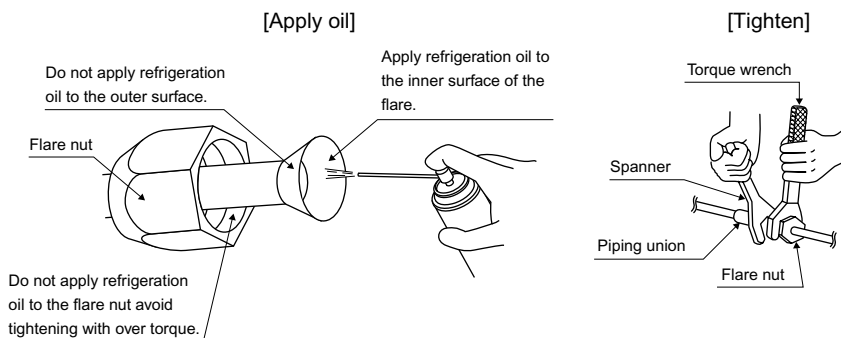 [Apply oil]
Do not apply refrigeration
oil to the outer surface.
Apply refrigeration oil to
the inner surface of the
flare.
Flare nut
Do not apply refrigeration
oil to the flare nut avoid
tightening with over torque.
[Tighten]
Torque wrench
Spanner
Piping union
Flare nut